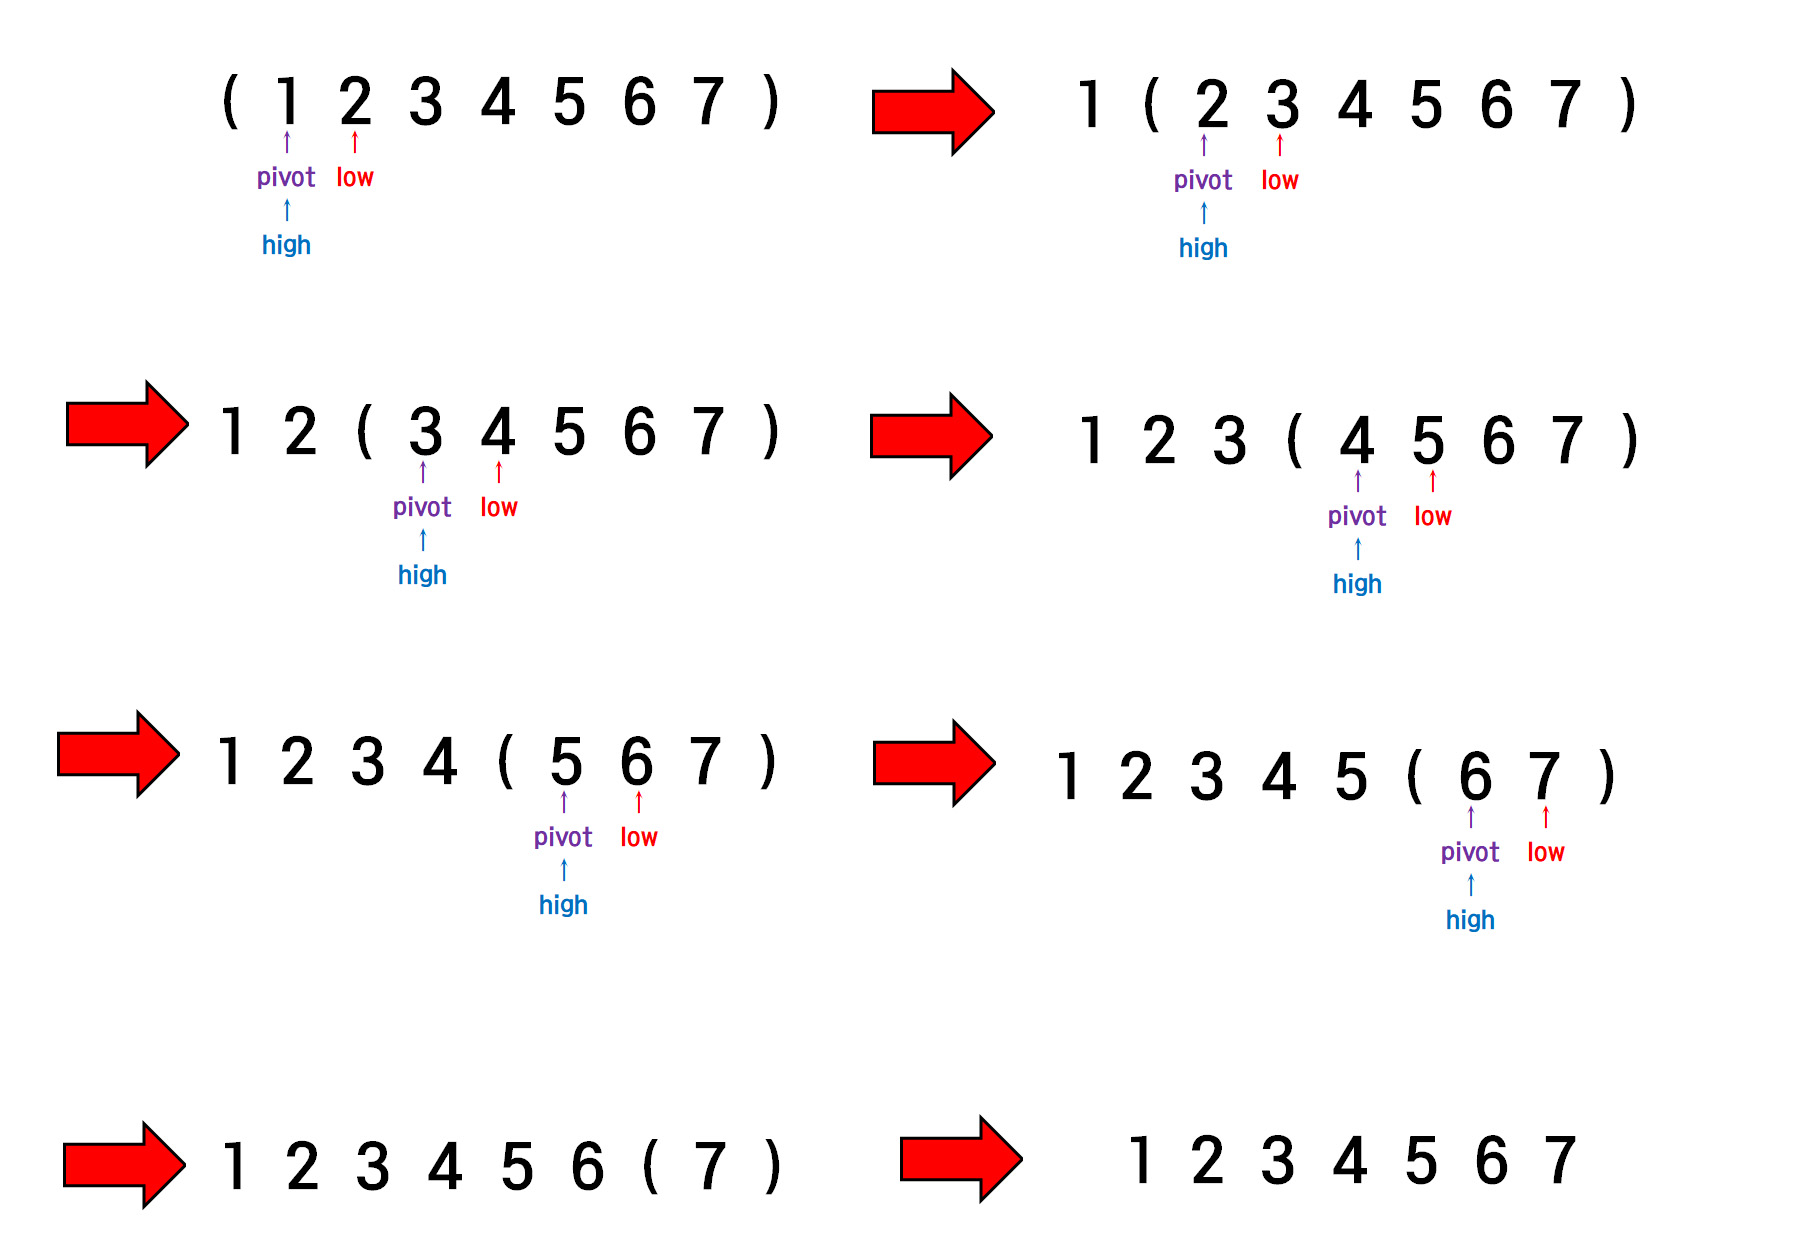 ( 1 2 3 4 5 6 7 )
↑ ↑
pivot low
↑
high
1 ( 2 3 4 5 6 7 )
↑ ↑
pivot low
↑
high
1 2 ( 3 4 5 6 7 )
↑ ↑
pivot low
↑
high
1 2 3 ( 4 5 6 7 )
↑ ↑
pivot low
↑
high
1 2 3 4 ( 5 6 7 )
↑ ↑
pivot low
↑
high
1 2 3 4 5 ( 6 7 )
↑ ↑
pivot low
↑
high
1 2 3 4 5 6 ( 7 )
1 2 3 4 5 6 7